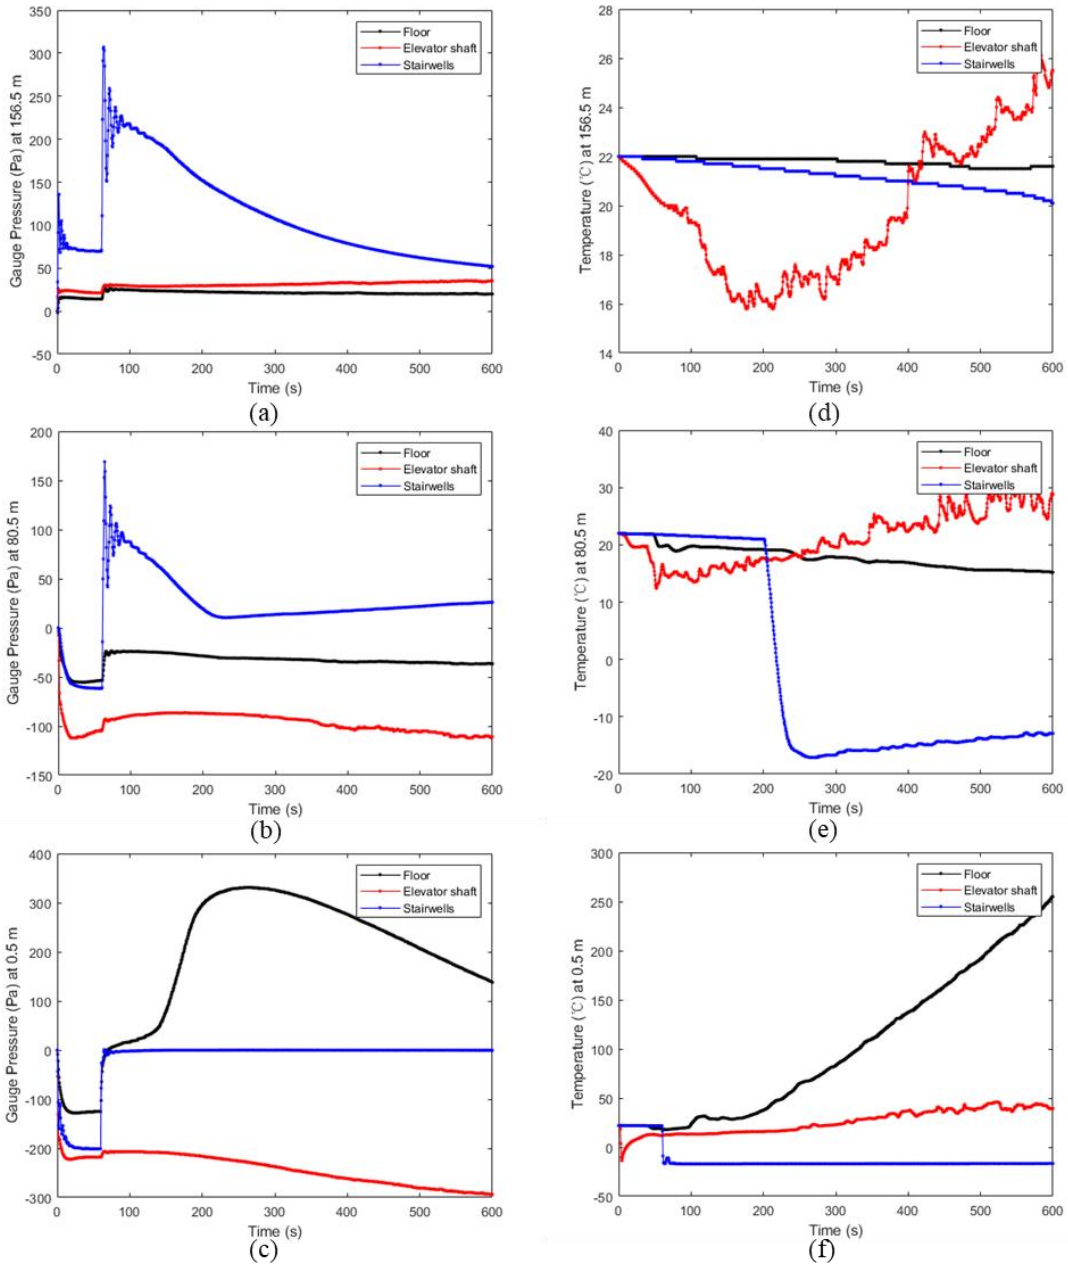 Gauge Pressure (Pa) at 156.5 m
350
300
250
200
150
100
50
0
-50
0 100 200 300 400 500 600
Time (s)
Floor
Elevator shaft
Stairwells
(a)
Temperature (℃) at 156.5 m
28
26
24
22
20
18
16
14
0 100 200 300 400 500 600
Time (s)
Floor
Elevator shaft
Stairwells
(d)
Gauge Pressure (Pa) at 80.5 m
200
150
100
50
0
-50
-100
-150
0 100 200 300 400 500 600
Time (s)
Floor
Elevator shaft
Stairwells
(b)
Temperature (℃) at 80.5 m
40
30
20
10
0
-10
-20
0 100 200 300 400 500 600
Time (s)
Floor
Elevator shaft
Stairwells
(e)
Gauge Pressure (Pa) at 0.5 m
400
300
200
100
0
-100
-200
-300
0 100 200 300 400 500 600
Time (s)
Floor
Elevator shaft
Stairwells
(c)
Temperature (℃) at 0.5 m
300
250
200
150
100
50
0
-50
0 100 200 300 400 500 600
Time (s)
Floor
Elevator shaft
Stairwells
(f)